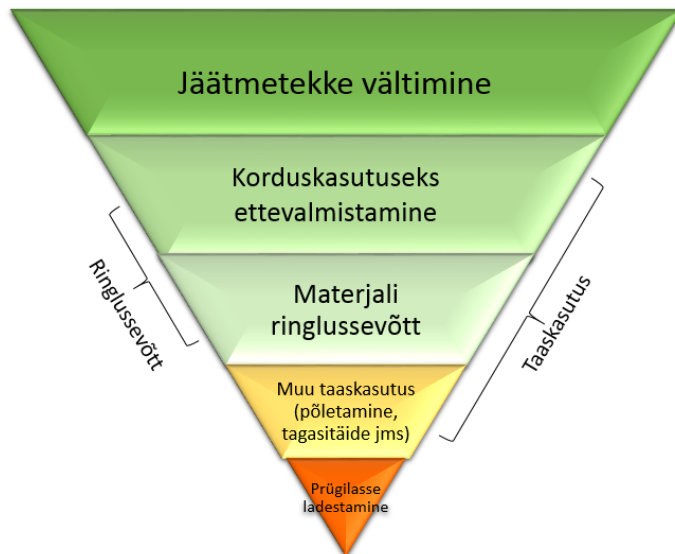 Jäätmetekke vältimine
Korduskasutuseks
ettevalmistamine
Ringlussevõtt
Taaskasutus
Materjali
ringlussevõtt
Muu taaskasutus
(põletamine,
tagasitäide jms)
Prügilasse
ladestamine